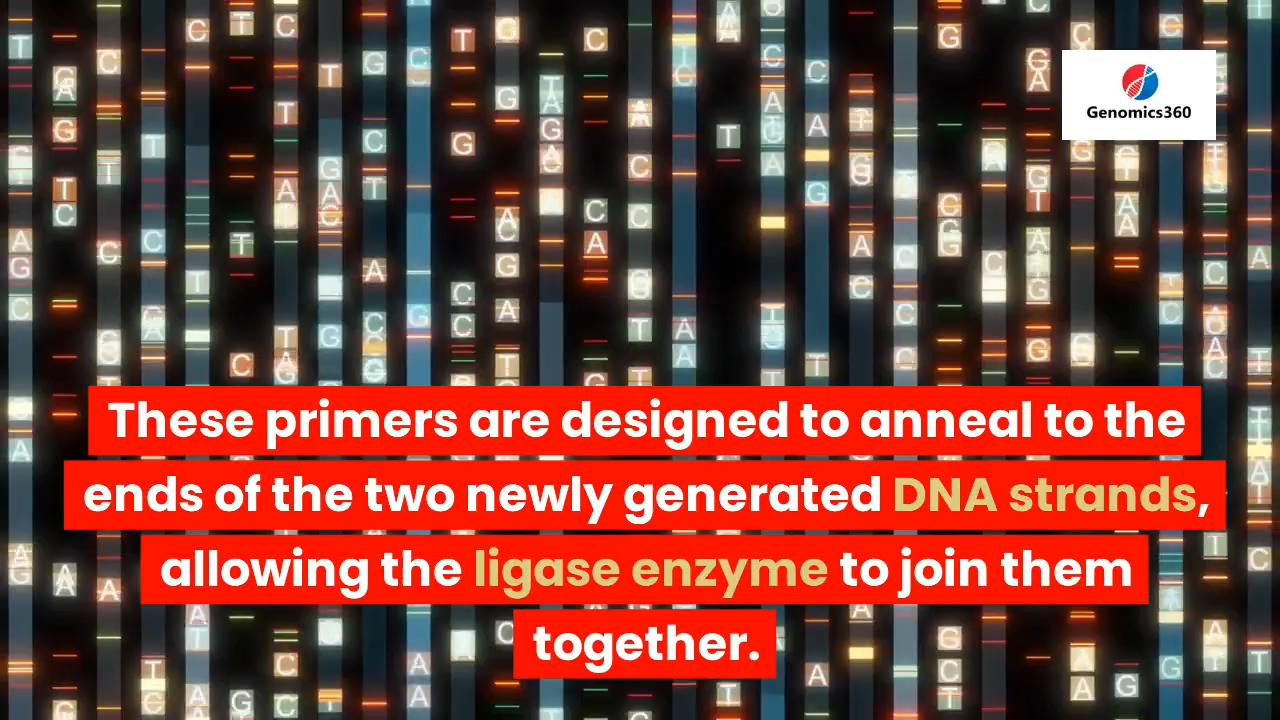 Genomics360
These primers are designed to anneal to the
ends of the two newly generated DNA strands,
allowing the ligase enzyme to join them
together.